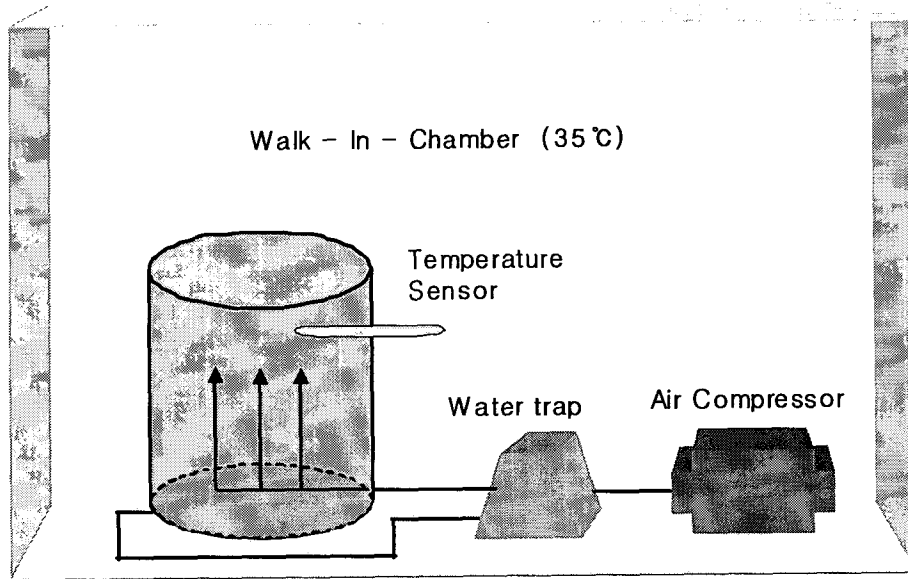 Walk - In - Chamber (35℃)
Temperature
Sensor
Water trap
Air Compressor